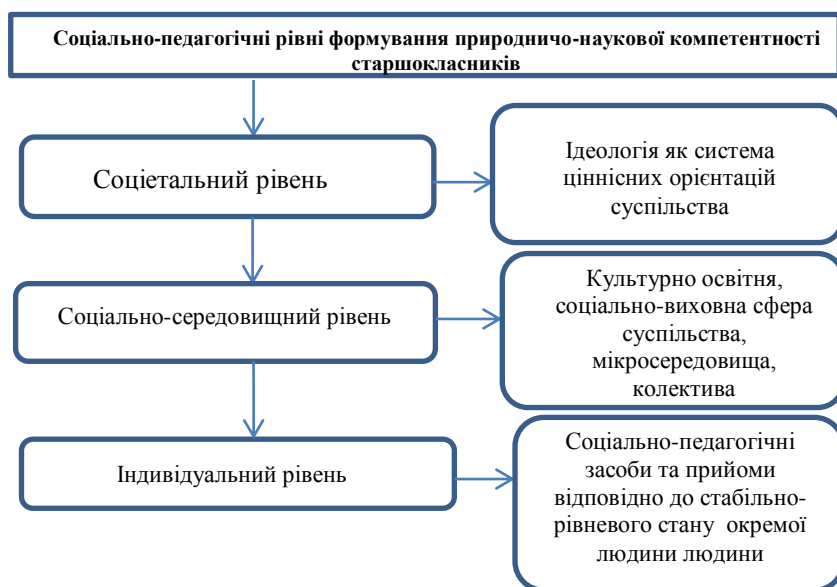 Соціально-педагогічні рівні формування природничо-наукової компетентності
старшокласників
Соціетальний рівень
Ідеологія як система
ціннісних орієнтацій
суспільства
Соціально-середовищний рівень
Культурно освітня,
соціально-виховна сфера
суспільства,
мікросередовища,
колектива
Індивідуальний рівень
Соціально-педагогічні
засоби та прийоми
відповідно до стабільно-
рівневого стану окремої
людини людини